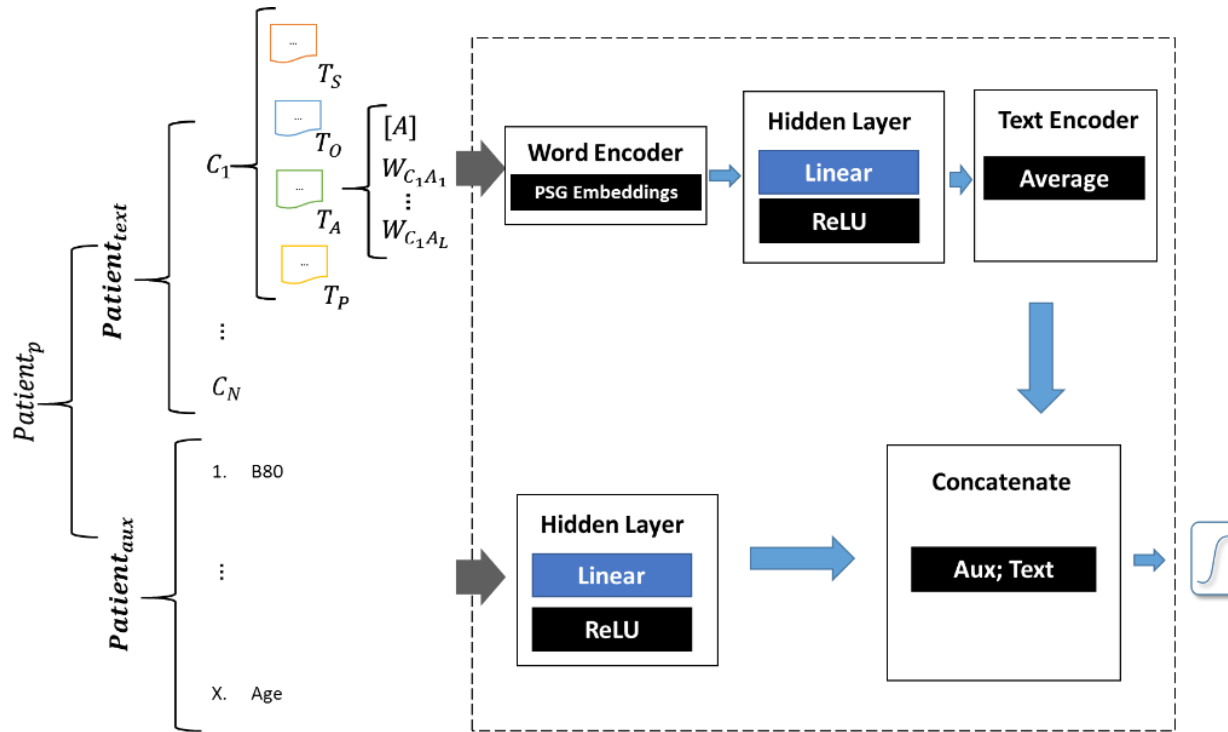 Patient_p
Patient_text
C_1
...
T_S
...
T_O
...
T_A
...
T_P
[A]
W_{C_1A_1}
⋮
W_{C_1A_L}
⋮
C_N
Patient_aux
1. B80
⋮
X. Age
Word Encoder
PSG Embeddings
Hidden Layer
Linear
ReLU
Text Encoder
Average
Hidden Layer
Linear
ReLU
Concatenate
Aux; Text